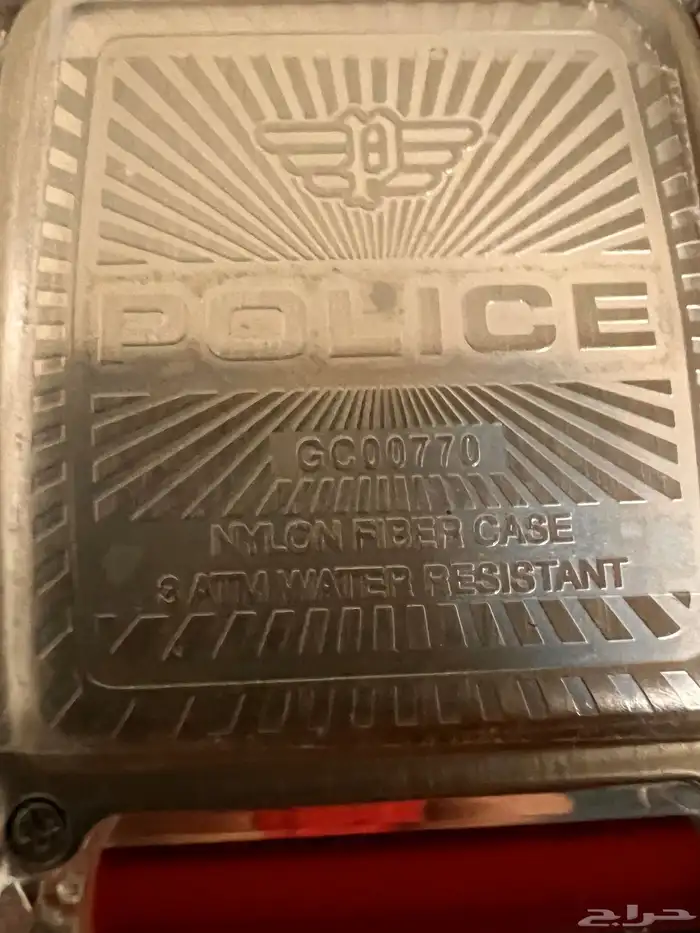 POLICE
GC00770
NYLON FIBER CASE
3 ATM WATER RESISTANT
حراج